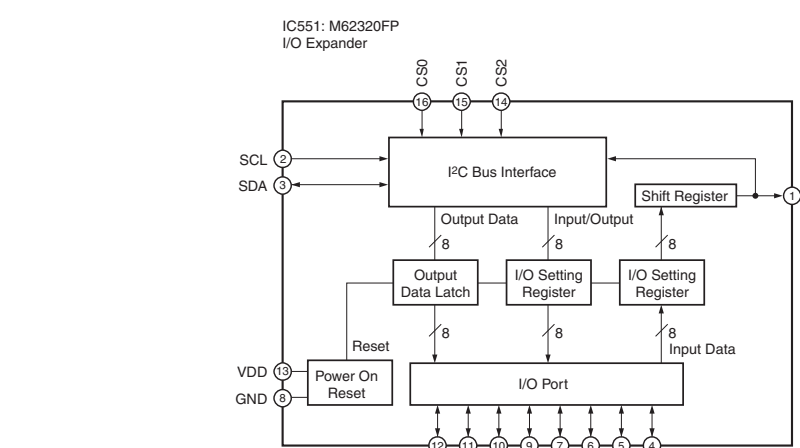 IC551: M62320FP
I/O Expander
CS0
CS1
CS2
16
15
14
SCL
2
I²C Bus Interface
SDA
3
Shift Register
1
Output Data
Input/Output
8
8
8
Output
Data Latch
I/O Setting
Register
I/O Setting
Register
8
8
8
Reset
Input Data
VDD
13
Power On
Reset
I/O Port
GND
8
12
11
10
9
7
6
5
4